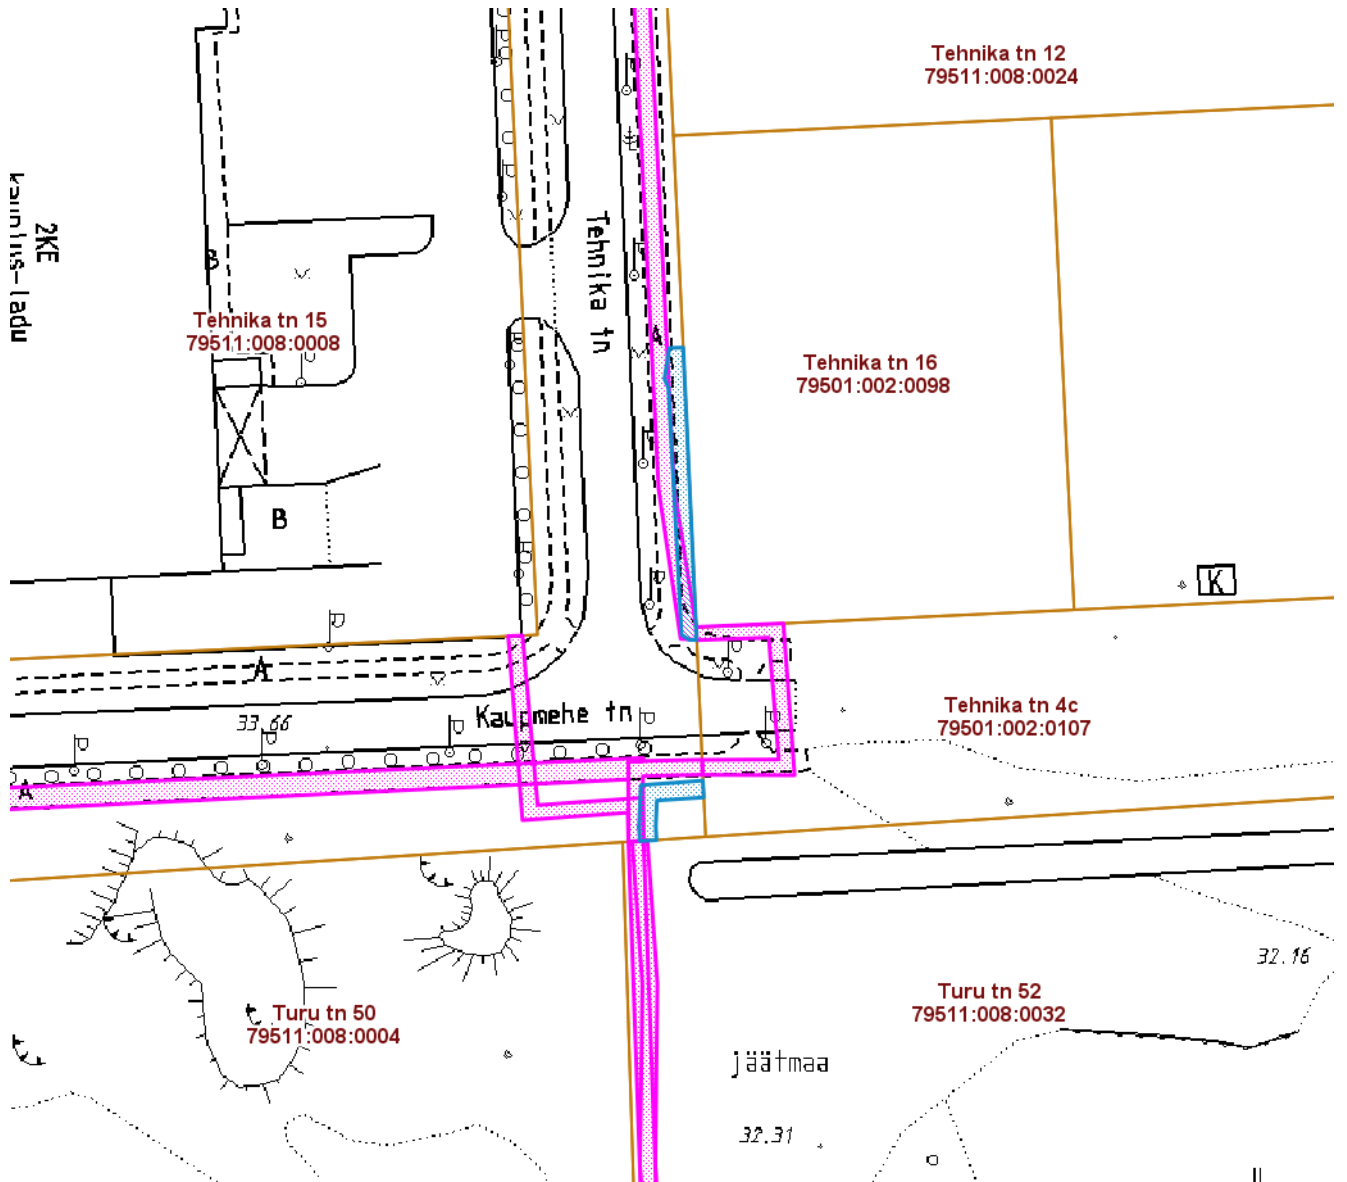 Tehnika tn 12
79511:008:0024
2KE
Kauplus-ladu
B
Tehnika tn
Tehnika tn 15
79511:008:0008
A
Tehnika tn 16
79501:002:0098
B
K
A
33.66
Kaupmehe tn
Tehnika tn 4c
79501:002:0107
A
32.16
Turu tn 52
79511:008:0032
Turu tn 50
79511:008:0004
jäätmaa
32.31